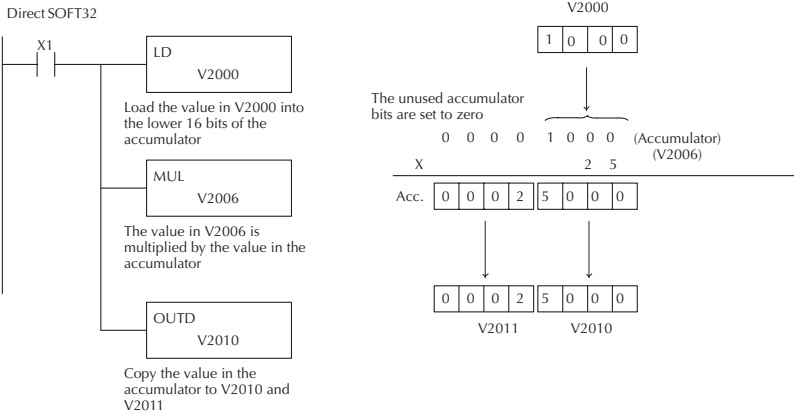 Direct SOFT32
X1
LD
V2000
Load the value in V2000 into
the lower 16 bits of the
accumulator
MUL
V2006
The value in V2006 is
multiplied by the value in the
accumulator
OUTD
V2010
Copy the value in the
accumulator to V2010 and
V2011
V2000
1 0 0 0
The unused accumulator
bits are set to zero
0 0 0 0 1 0 0 0 (Accumulator)
(V2006)
X 2 5
Acc. 0 0 0 2 5 0 0 0
0 0 0 2 5 0 0 0
V2011 V2010